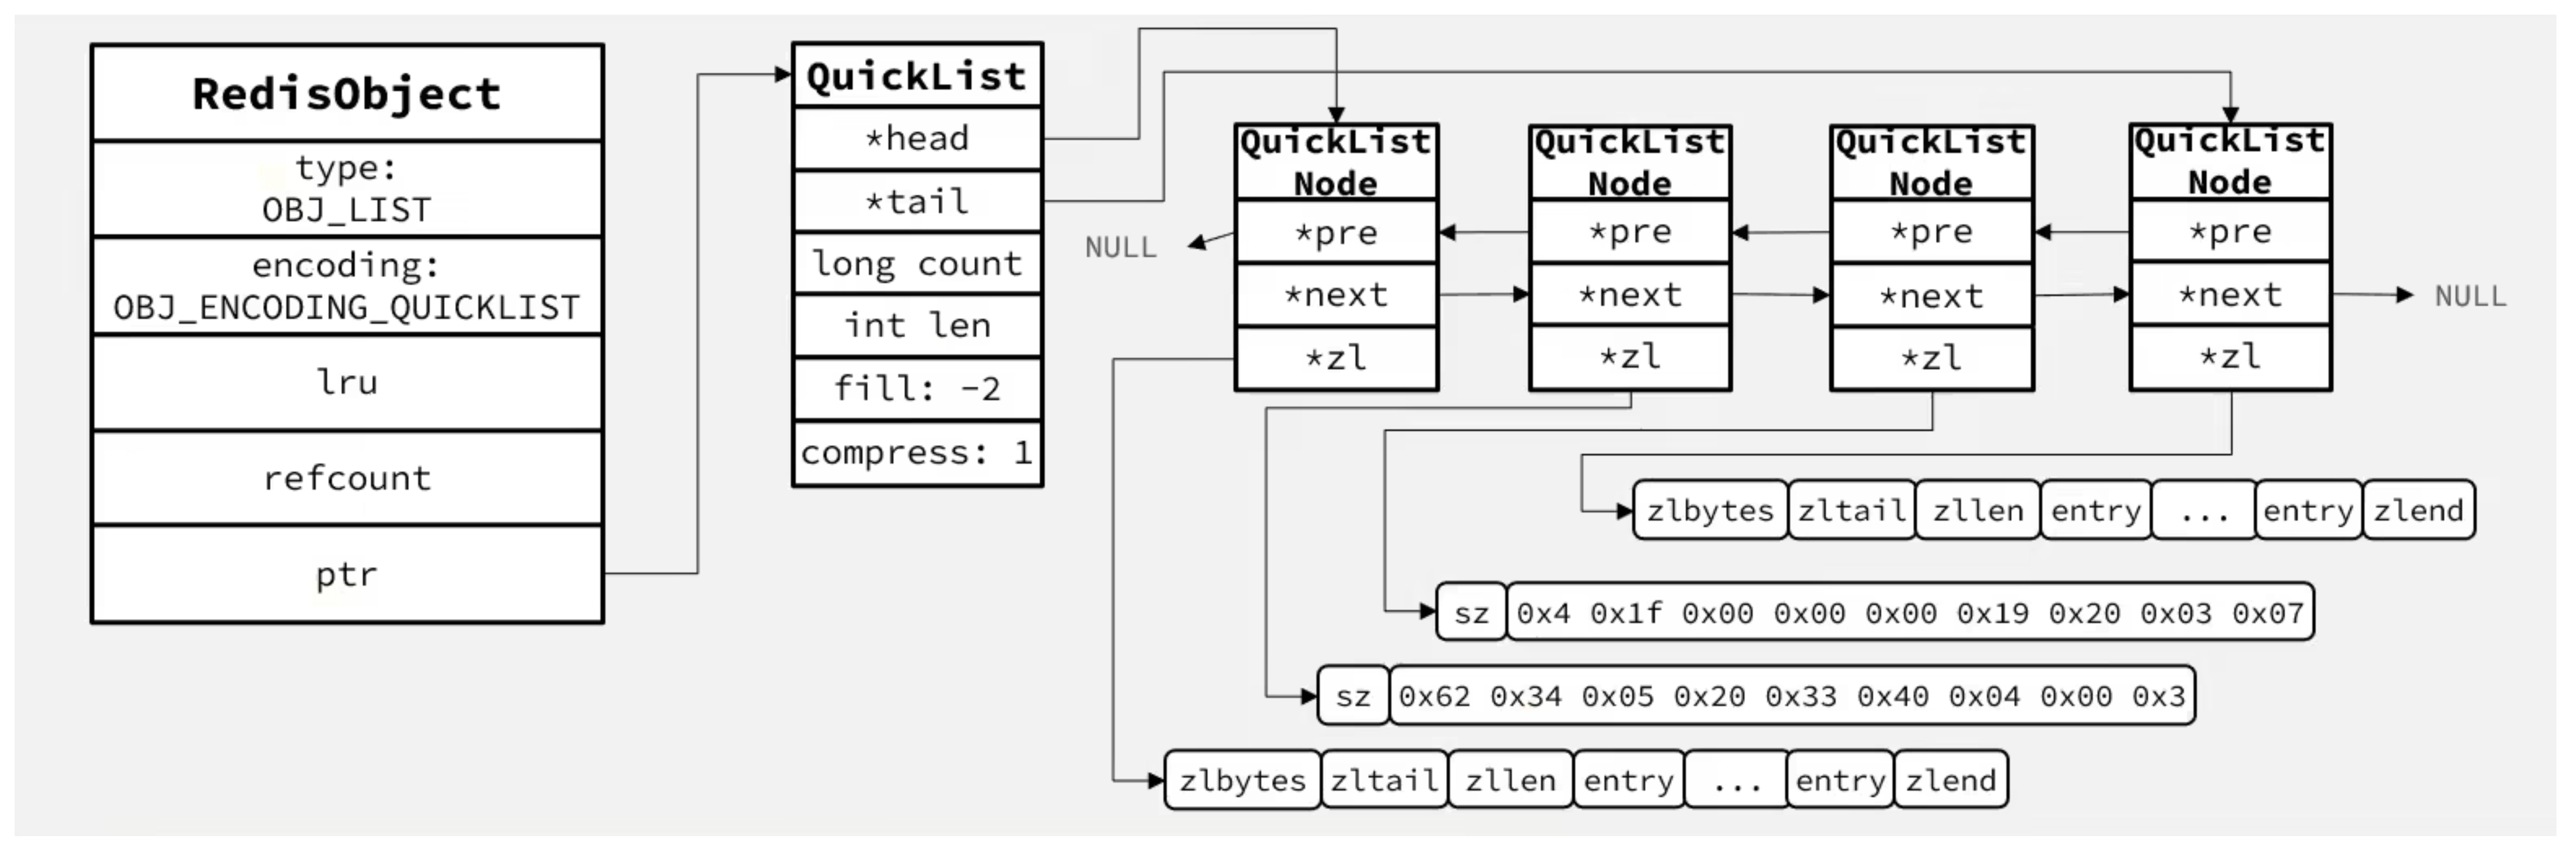 RedisObject
type:
OBJ_LIST
encoding:
OBJ_ENCODING_QUICKLIST
lru
refcount
ptr
QuickList
*head
*tail
long count
int len
fill: -2
compress: 1
NULL
QuickList
Node
*pre
*next
*zl
QuickList
Node
*pre
*next
*zl
QuickList
Node
*pre
*next
*zl
QuickList
Node
*pre
*next
*zl
NULL
zlbytes zltail zllen entry ... entry zlend
sz 0x4 0x1f 0x00 0x00 0x00 0x19 0x20 0x03 0x07
sz 0x62 0x34 0x05 0x20 0x33 0x40 0x04 0x00 0x3
zlbytes zltail zllen entry ... entry zlend